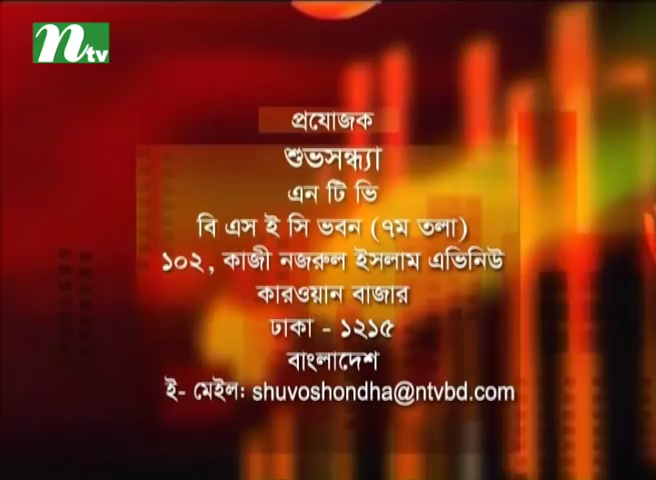 ntv
প্রযোজক
শুভসন্ধ্যা
এন টি ভি
বি এস ই সি ভবন (৭ম তলা)
১০২, কাজী নজরুল ইসলাম এভিনিউ
কারওয়ান বাজার
ঢাকা - ১২১৫
বাংলাদেশ
ই- মেইলঃ shuvoshondha@ntvbd.com